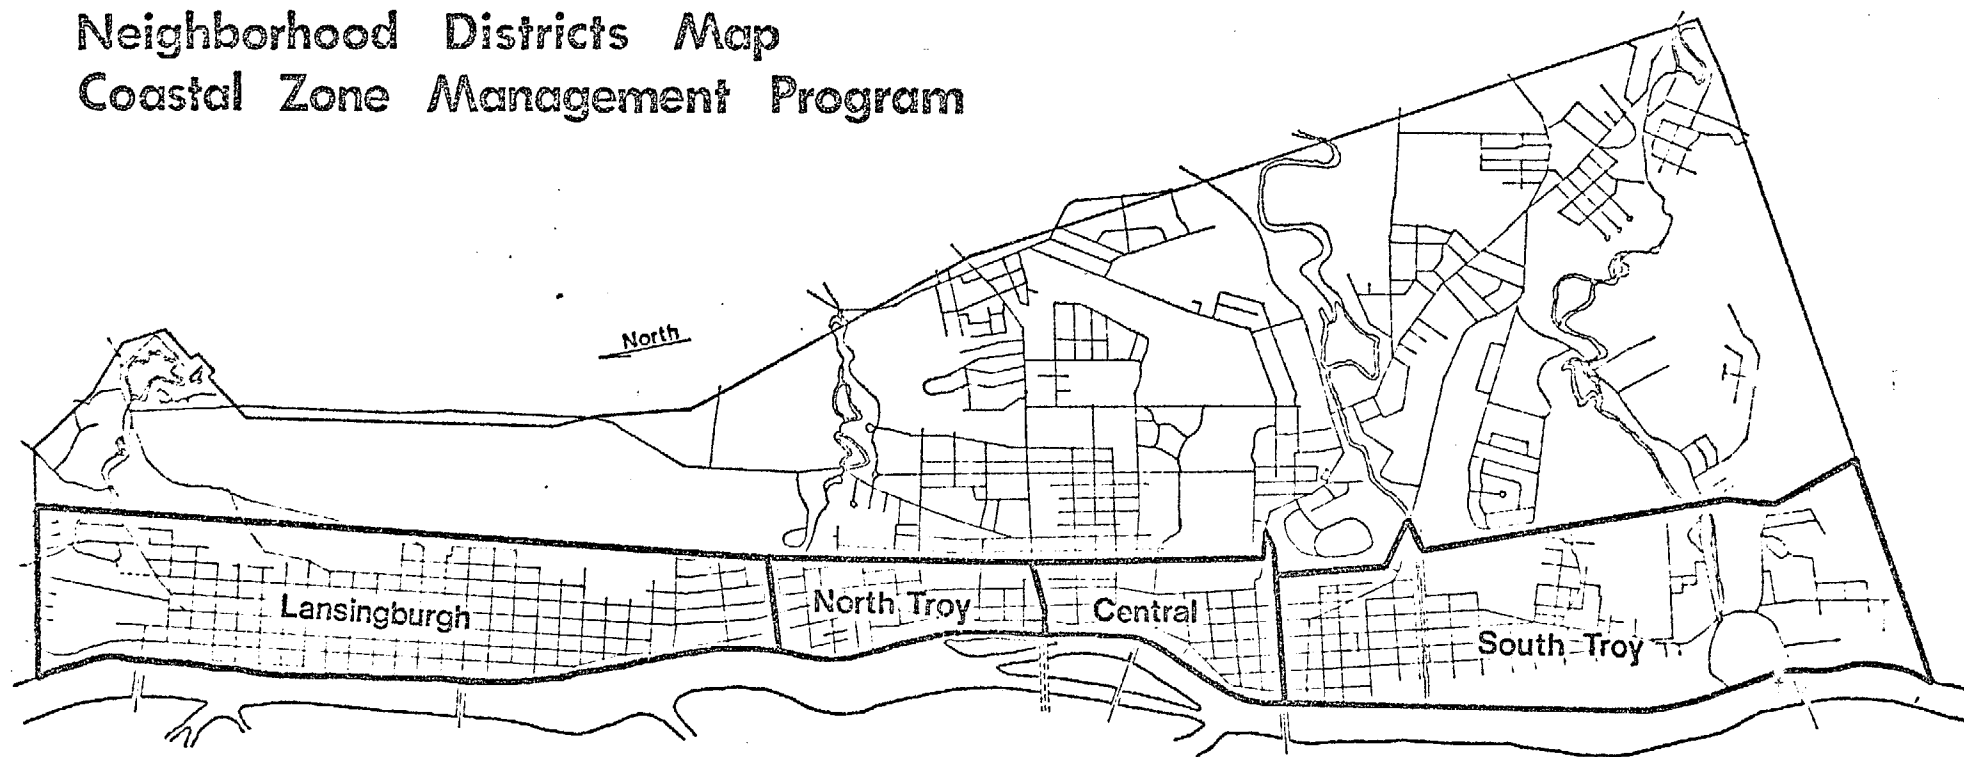 Neighborhood Districts Map
Coastal Zone Management Program
North
Lansingburgh
North Troy
Central
South Troy